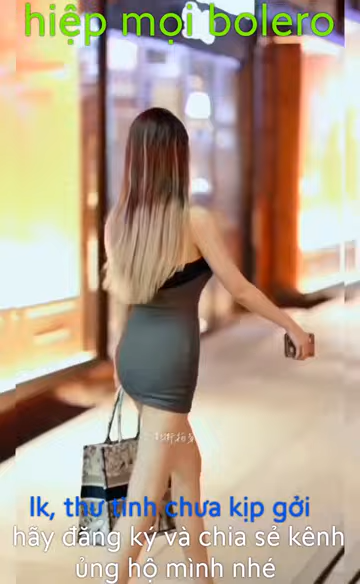 hiệp mọi bolero
lk, thư tình chưa kịp gởi
hãy đăng ký và chia sẻ kênh
ủng hộ mình nhé